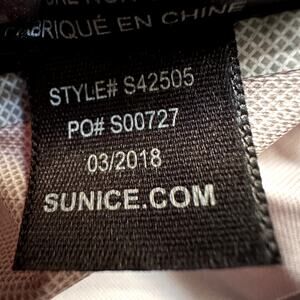 FABRIQUÉ EN CHINE
STYLE# S42505
PO# S00727
03/2018
SUNICE.COM